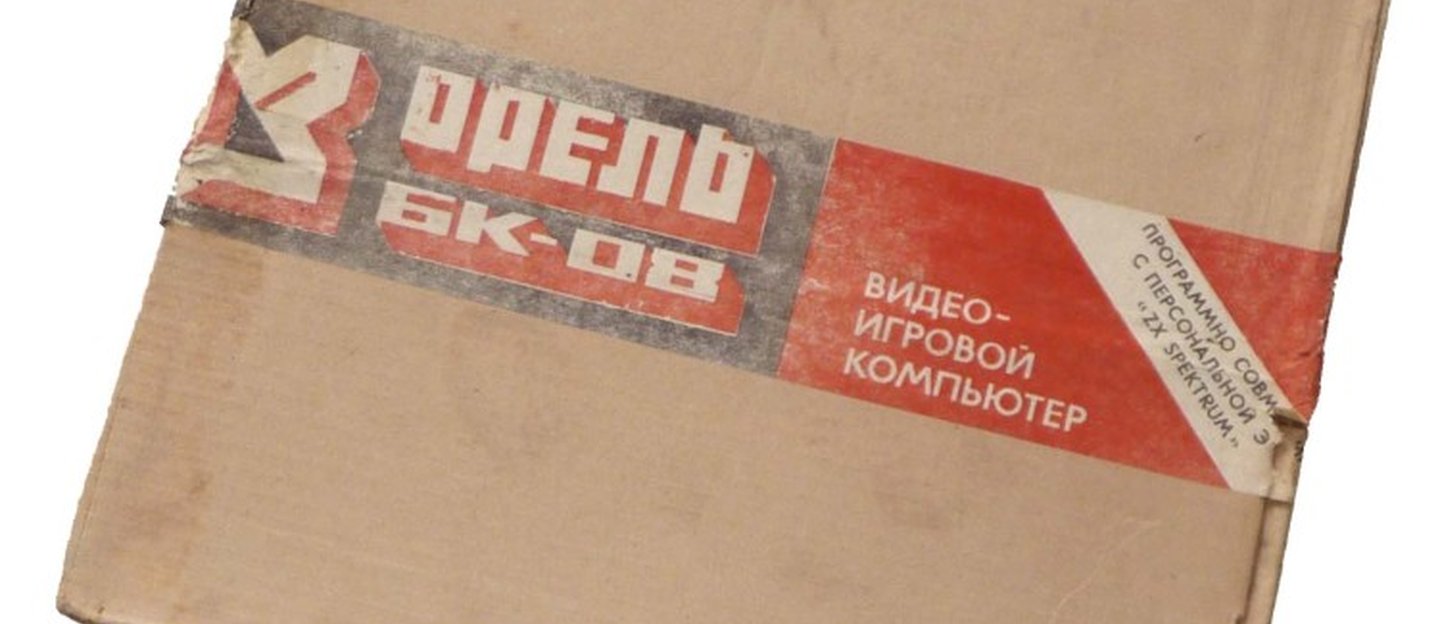 ОРЕЛЬ
БК-08
ВИДЕО-
ИГРОВОЙ
КОМПЬЮТЕР
ПРОГРАММНО СОВМ
С ПЕРСОНАЛЬНОЙ Э
“ZX SPEKTRUM”